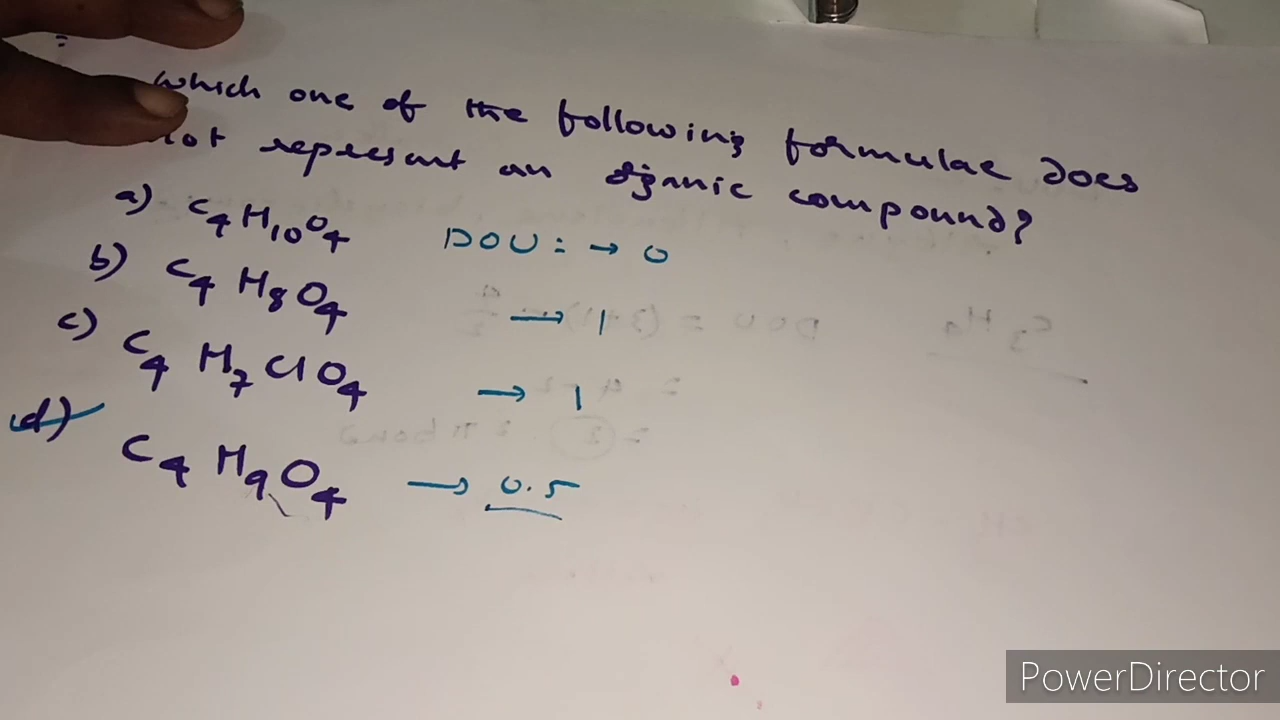 which one of the following formulae does
not represent an organic compound?
a) C4H10O4 DOU: → 0
b) C4H8O4 → 1
c) C4H7ClO4 → 1
d) C4H9O4 → 0.5
PowerDirector